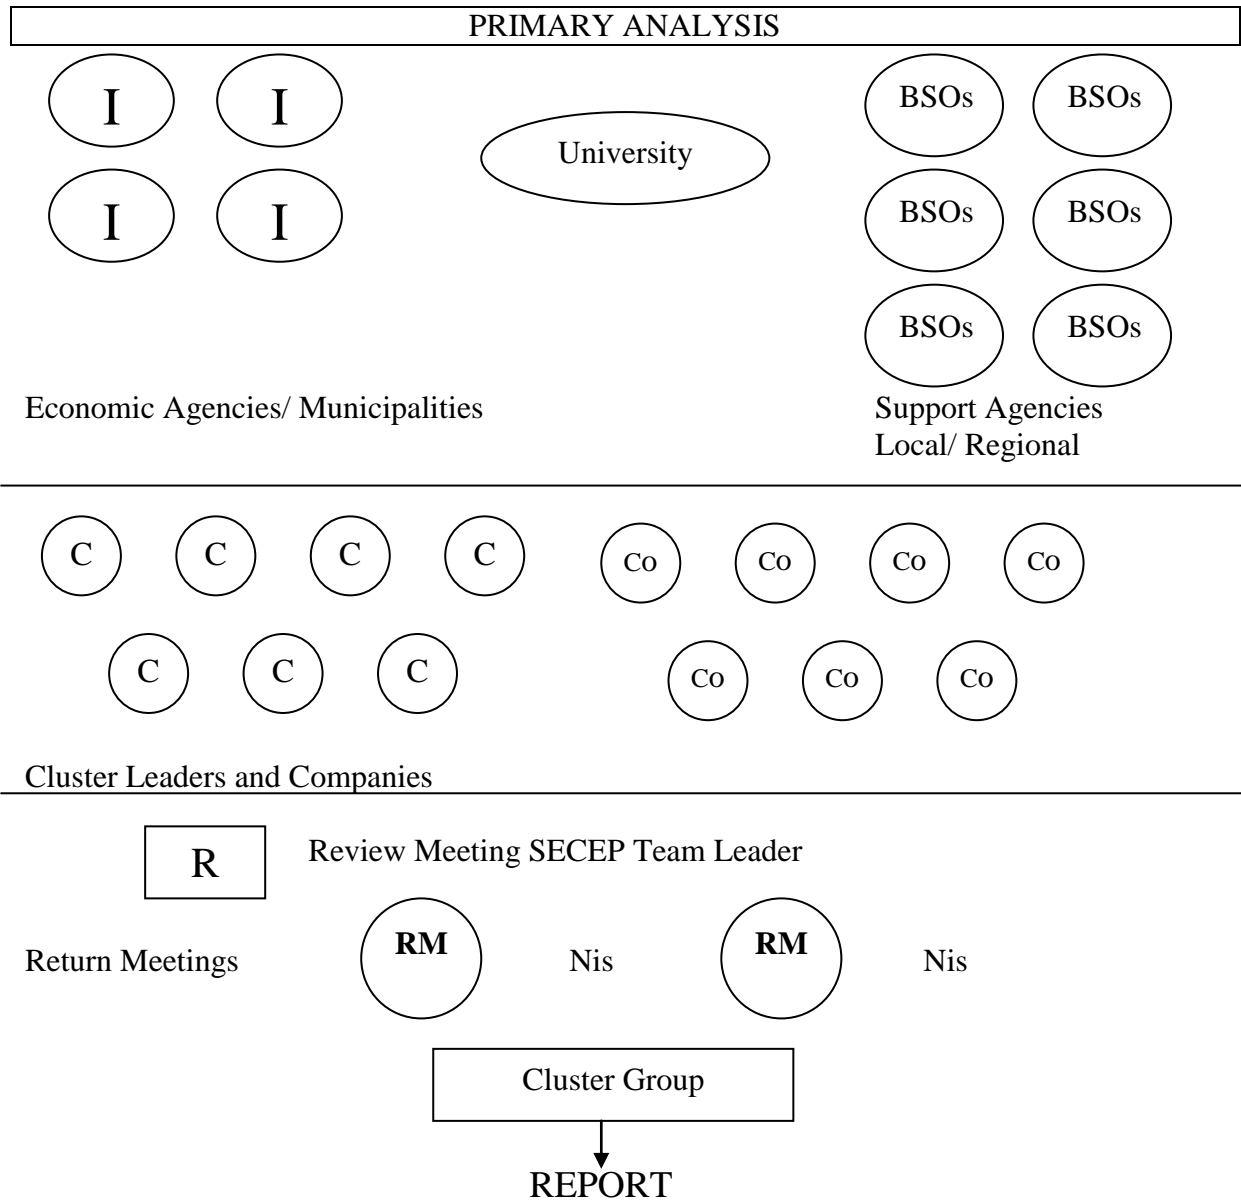 PRIMARY ANALYSIS
I I University BSOs BSOs
I I BSOs BSOs
BSOs BSOs
Economic Agencies/ Municipalities
Support Agencies
Local/ Regional
C C C C Co Co Co Co
C C C Co Co Co
Cluster Leaders and Companies
R Review Meeting SECEP Team Leader
Return Meetings RM Nis RM Nis
Cluster Group
REPORT